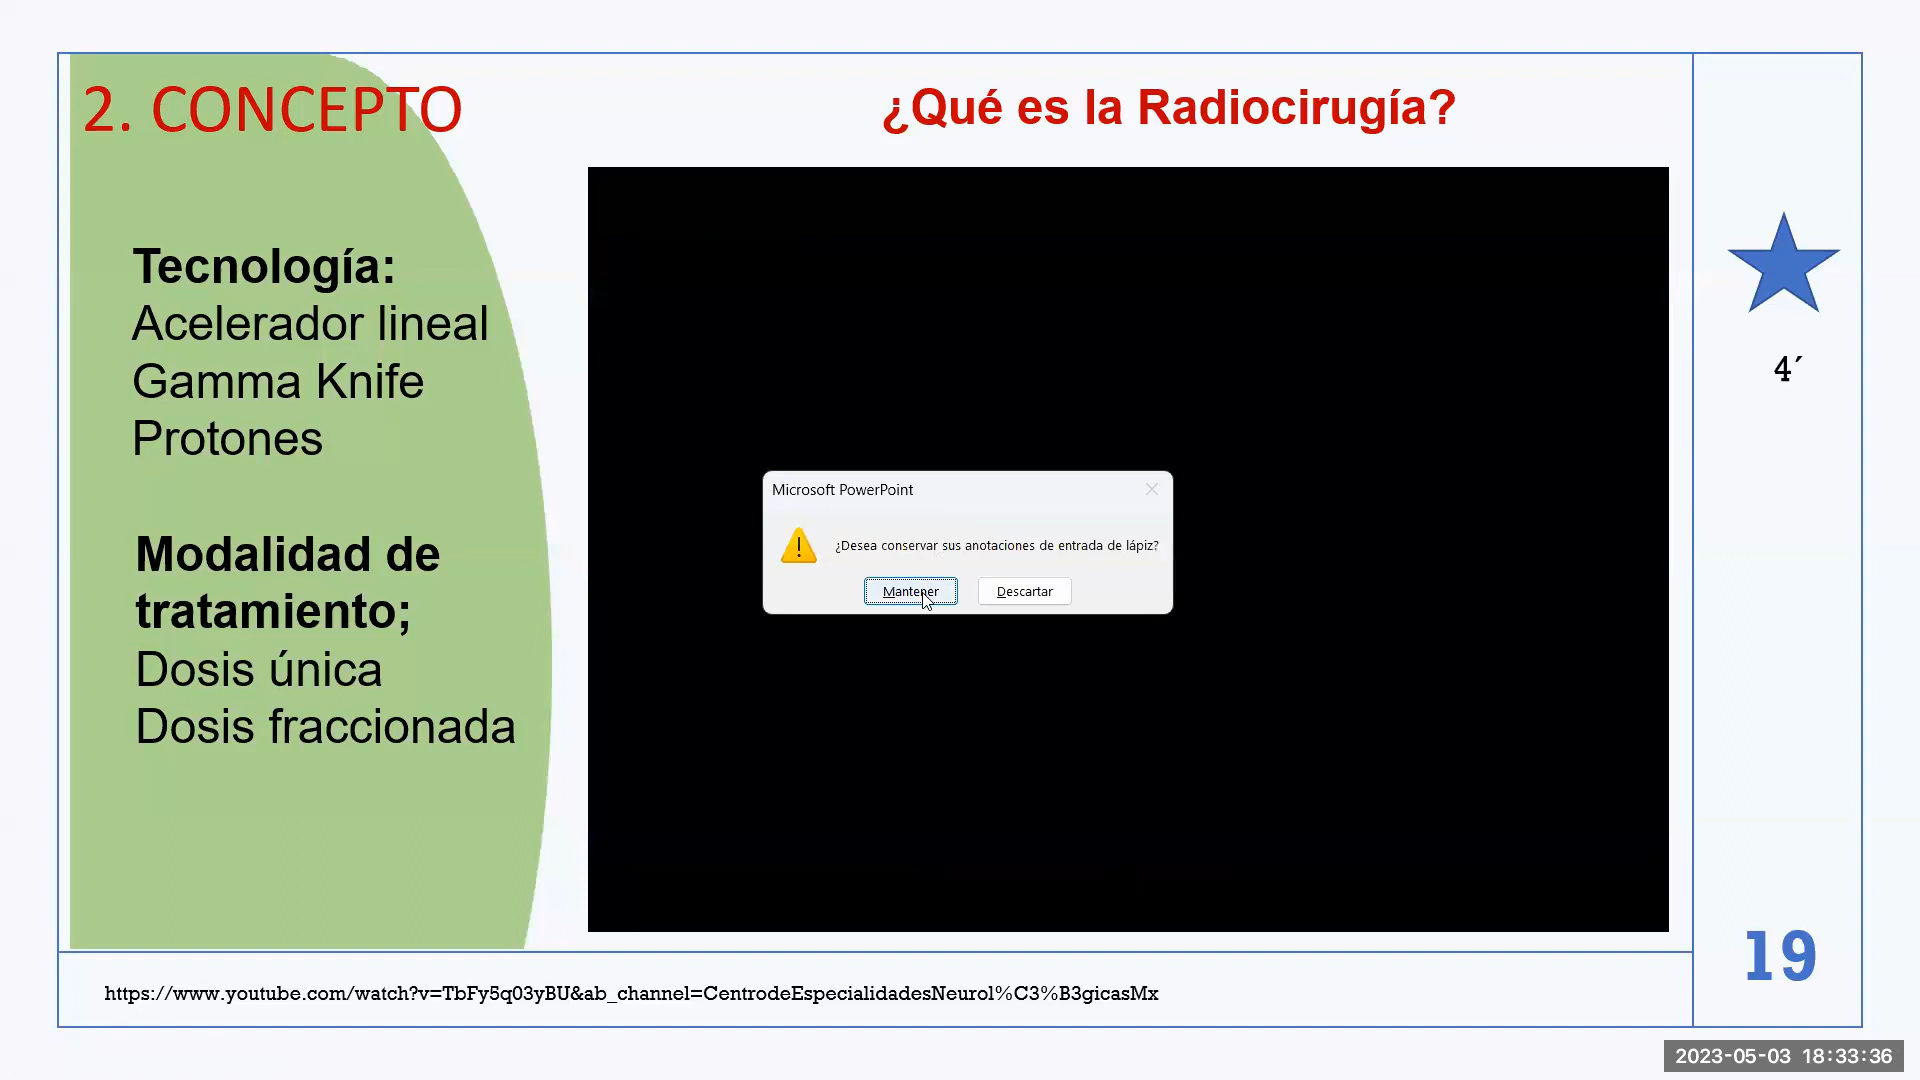 2. CONCEPTO
¿Qué es la Radiocirugía?
Tecnología:
Acelerador lineal
Gamma Knife
Protones
Modalidad de
tratamiento;
Dosis única
Dosis fraccionada
Microsoft PowerPoint
¿Desea conservar sus anotaciones de entrada de lápiz?
Mantener
Descartar
4´
19
https://www.youtube.com/watch?v=TbFy5q03yBU&ab_channel=CentrodeEspecialidadesNeurol%C3%B3gicasMx
2023-05-03 18:33:36